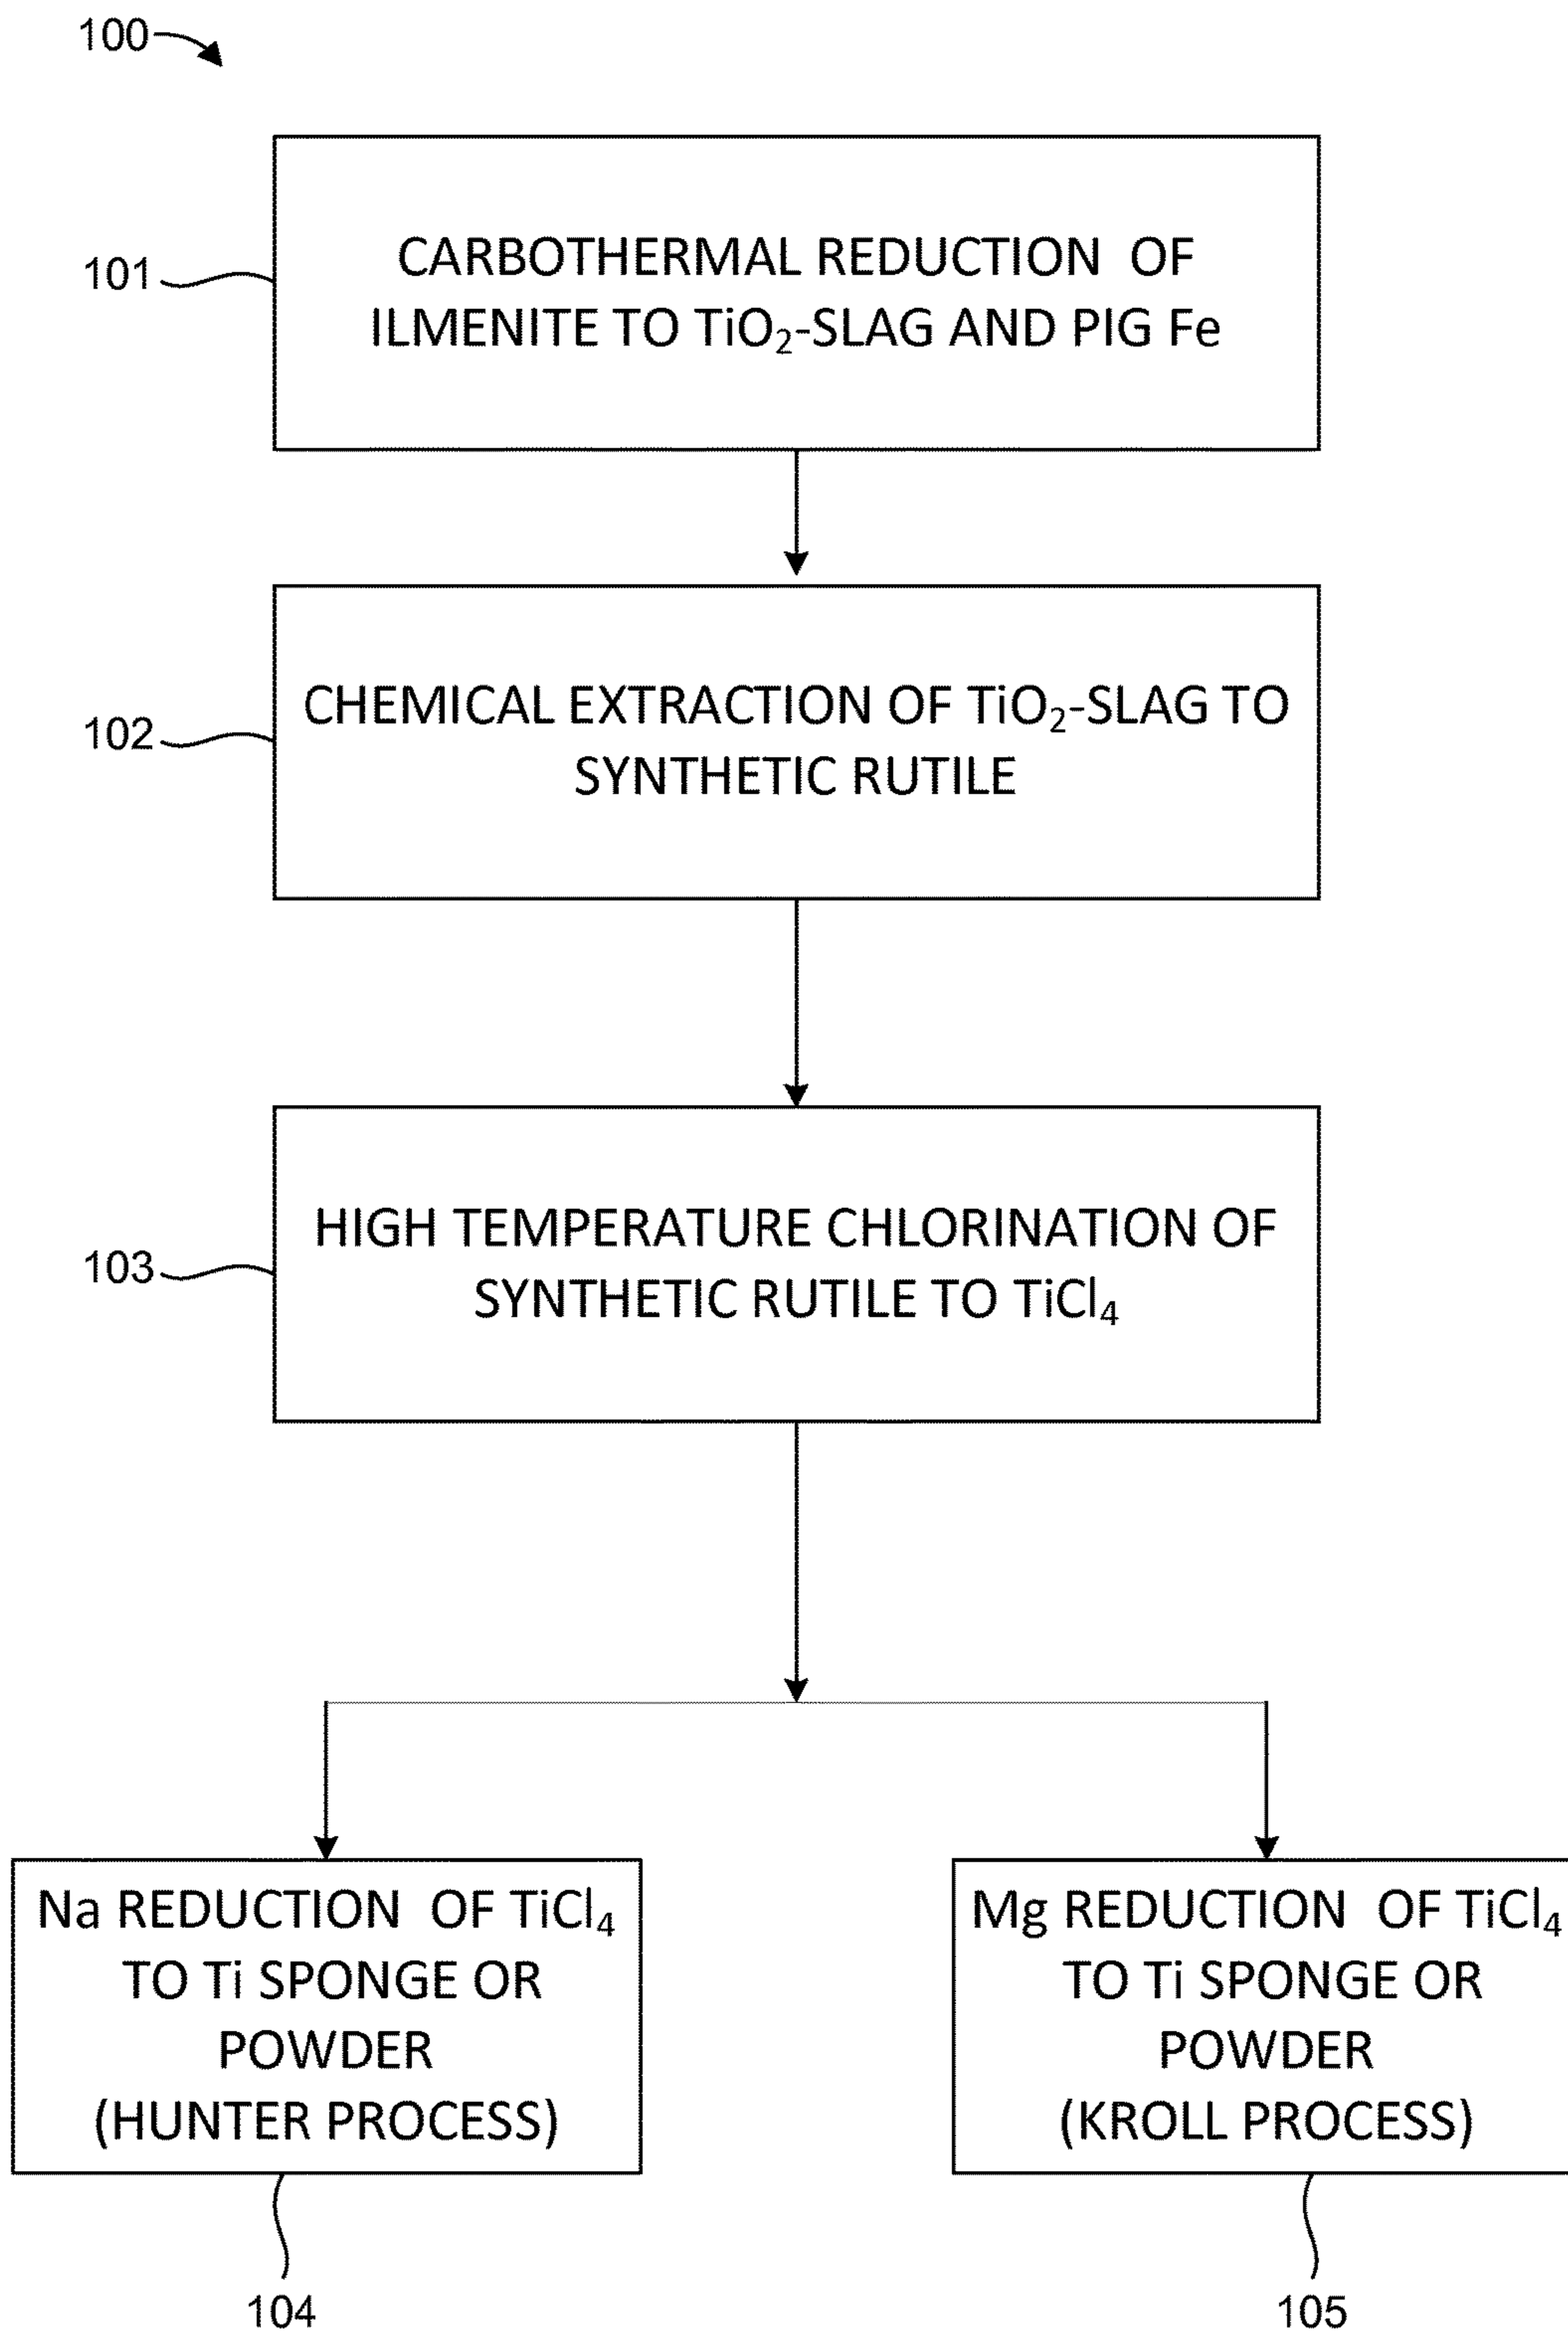 100
101
CARBOTHERMAL REDUCTION OF
ILMENITE TO TiO₂-SLAG AND PIG Fe
102
CHEMICAL EXTRACTION OF TiO₂-SLAG TO
SYNTHETIC RUTILE
103
HIGH TEMPERATURE CHLORINATION OF
SYNTHETIC RUTILE TO TiCl₄
Na REDUCTION OF TiCl₄
TO Ti SPONGE OR
POWDER
(HUNTER PROCESS)
104
Mg REDUCTION OF TiCl₄
TO Ti SPONGE OR
POWDER
(KROLL PROCESS)
105